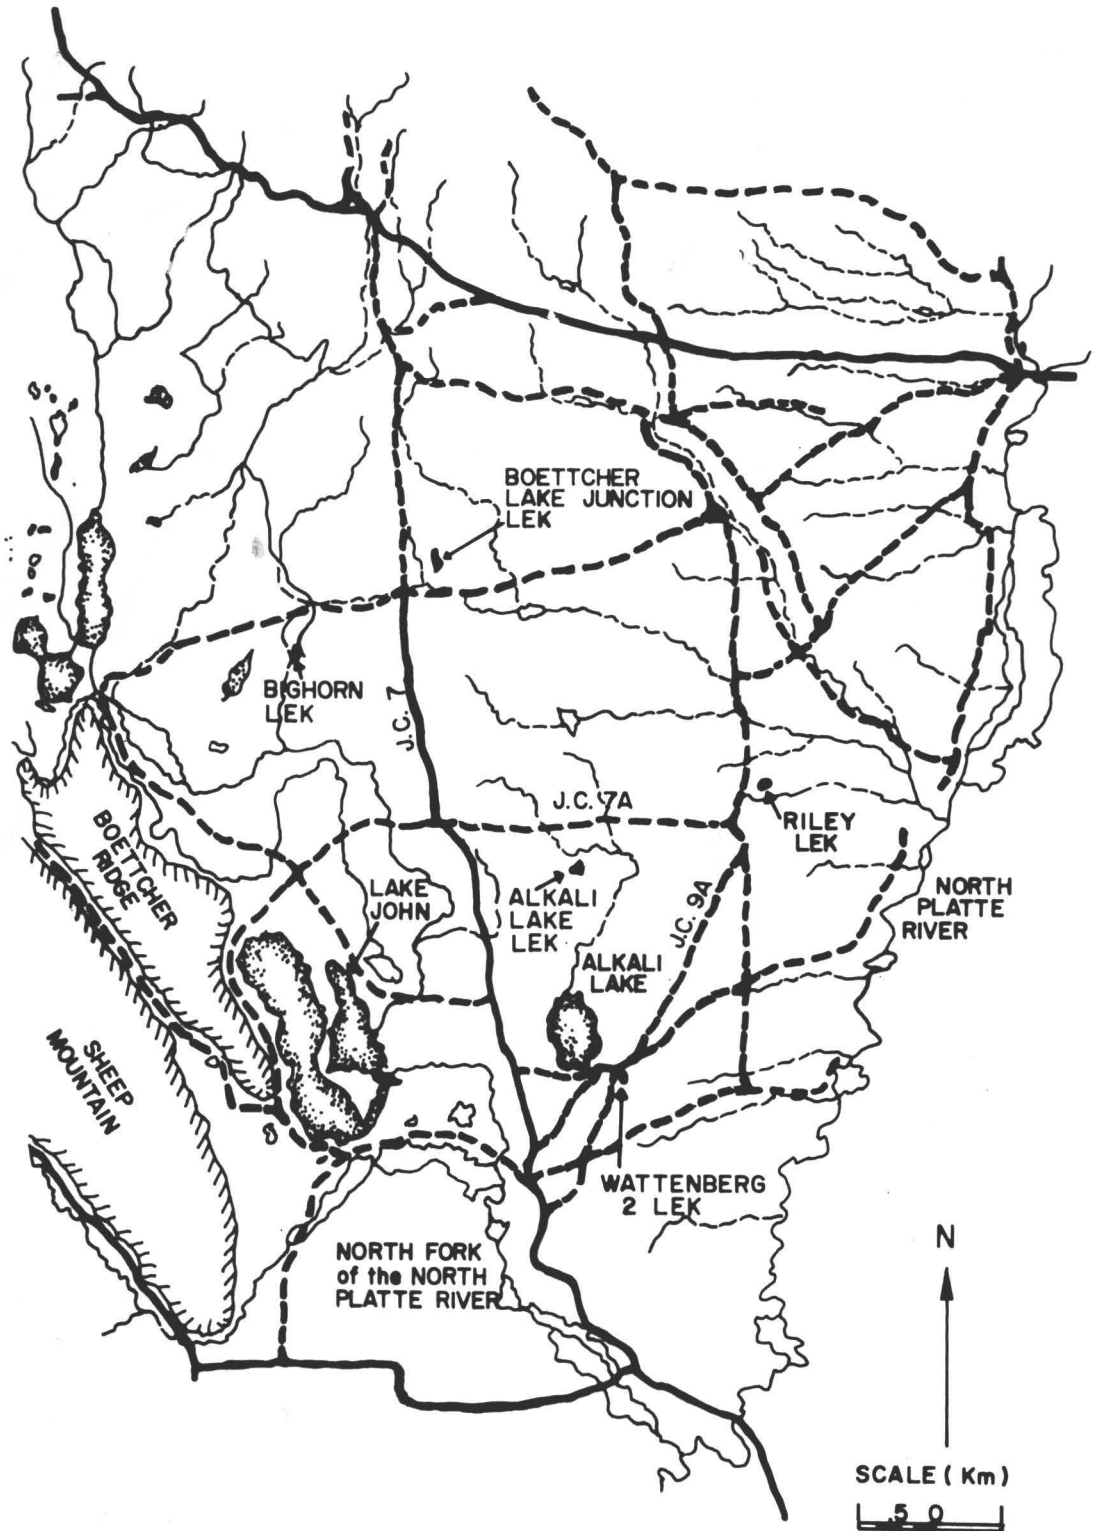 BOETTCHER
LAKE JUNCTION
LEK
BIGHORN
LEK
J.C. 7
J.C. 7A
RILEY
LEK
BOETTCHER
RIDGE
LAKE
JOHN
ALKALI
LAKE
LEK
J.C. 9A
NORTH
PLATTE
RIVER
ALKALI
LAKE
SHEEP
MOUNTAIN
WATTENBERG
2 LEK
NORTH FORK
of the NORTH
PLATTE RIVER
N
SCALE (Km)
.5 0